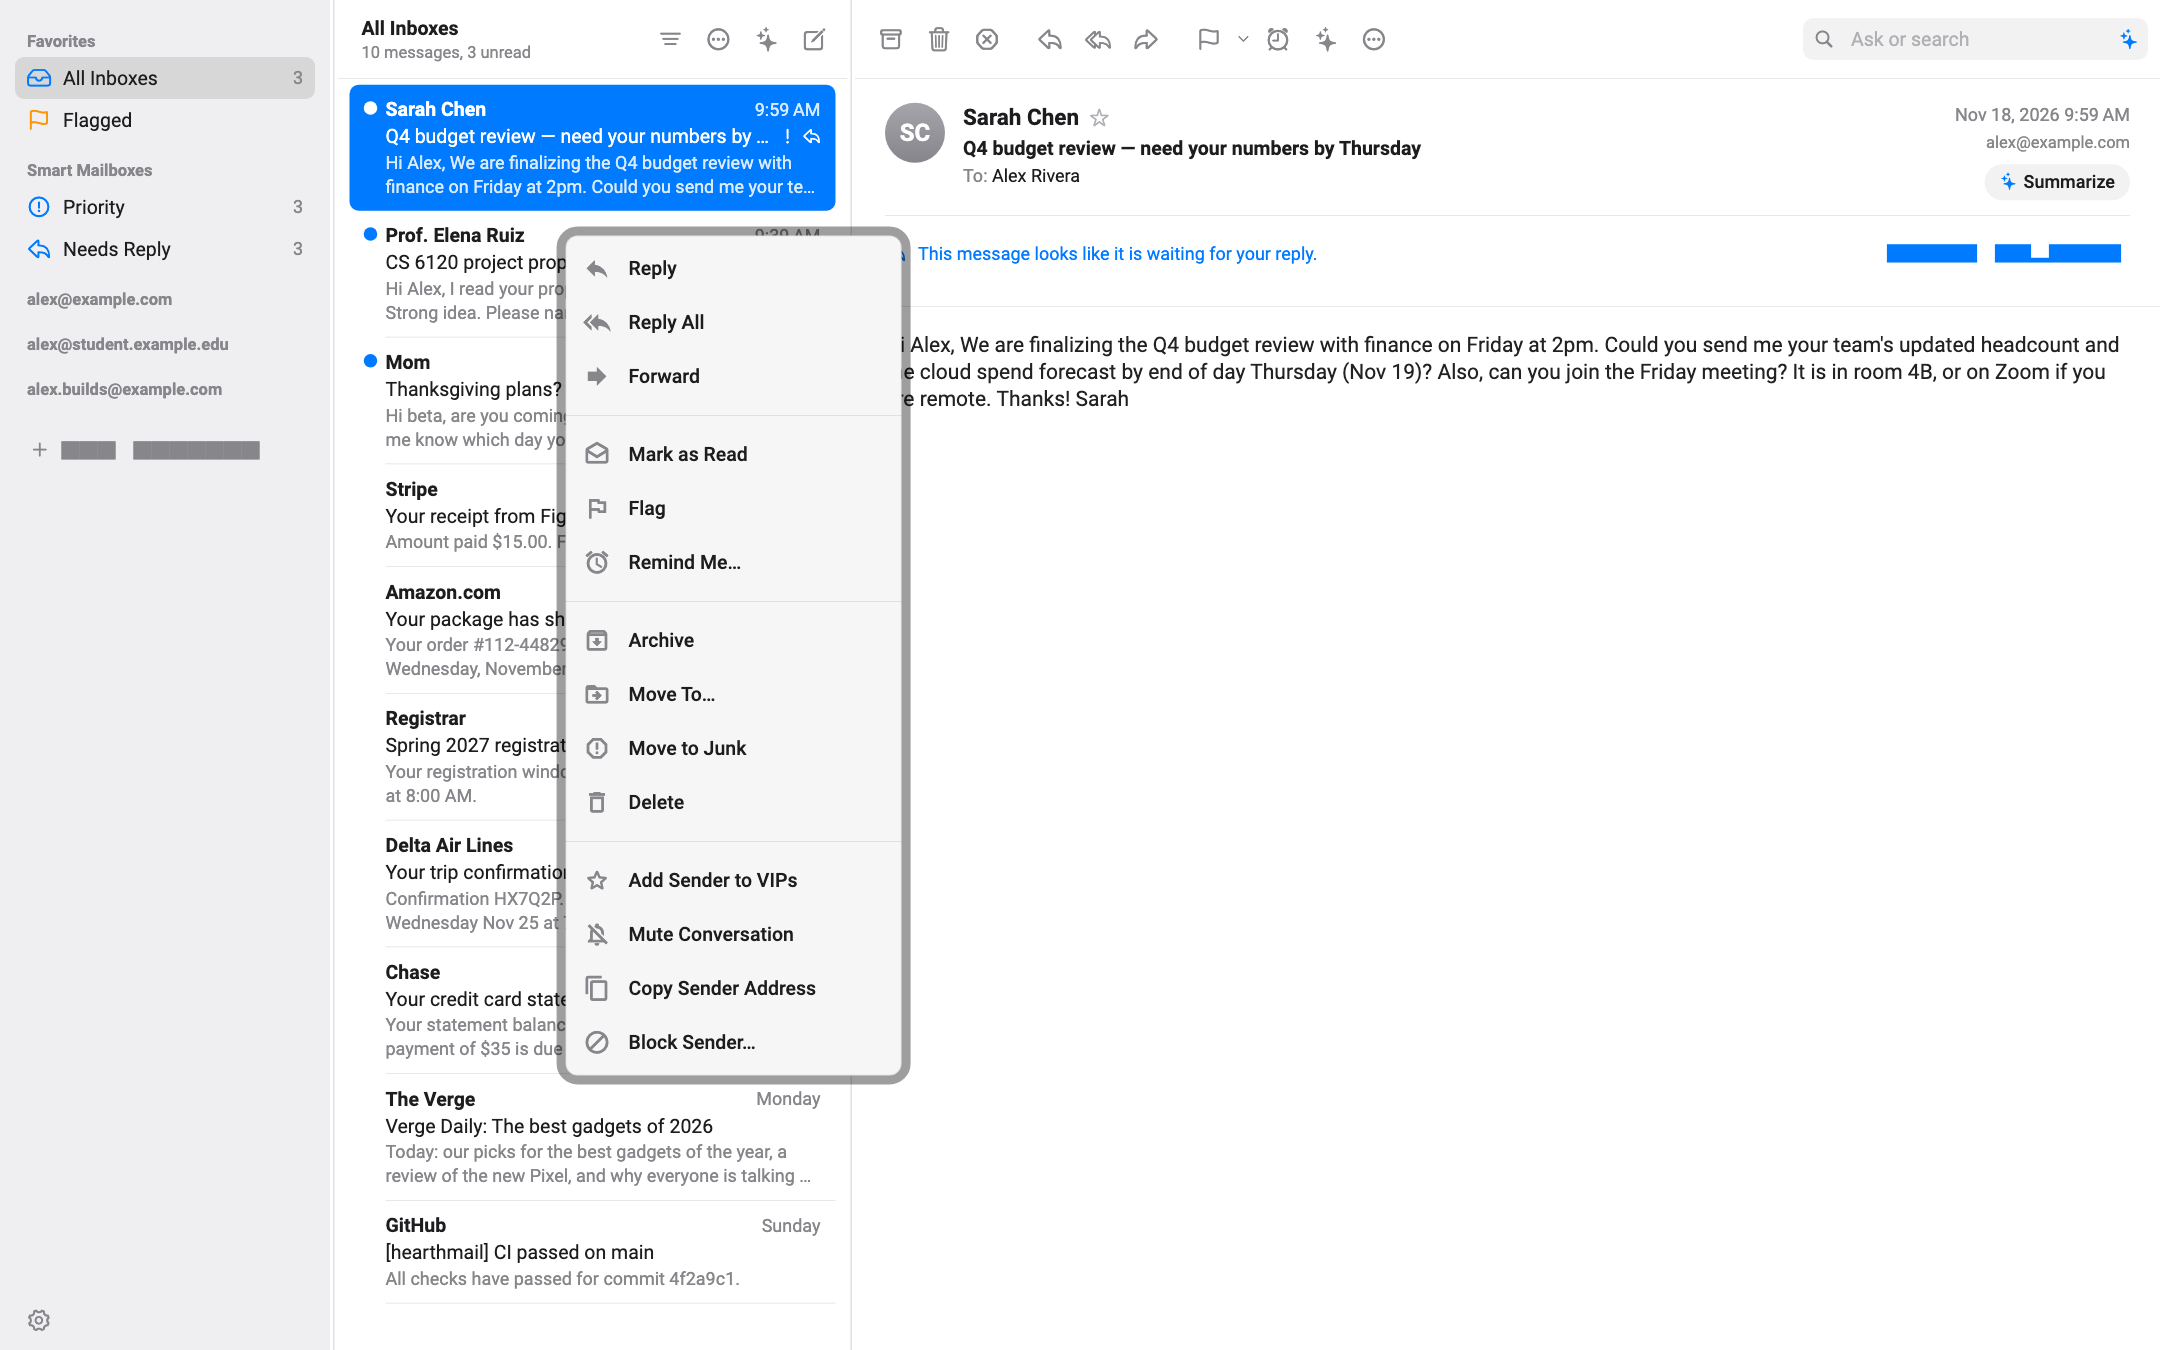 Favorites
All Inboxes 3
Flagged
Smart Mailboxes
Priority 3
Needs Reply 3
alex@example.com
alex@student.example.edu
alex.builds@example.com
All Inboxes
10 messages, 3 unread
Sarah Chen 9:59 AM
Q4 budget review — need your numbers by ... !
Hi Alex, We are finalizing the Q4 budget review with
finance on Friday at 2pm. Could you send me your te...
Prof. Elena Ruiz 9:39 AM
CS 6120 project prop
Hi Alex, I read your pro
Strong idea. Please na
Mom
Thanksgiving plans?
Hi beta, are you coming
me know which day yo
Stripe
Your receipt from Fig
Amount paid $15.00. F
Amazon.com
Your package has sh
Your order #112-44829
Wednesday, November
Registrar
Spring 2027 registrat
Your registration windo
at 8:00 AM.
Delta Air Lines
Your trip confirmation
Confirmation HX7Q2P.
Wednesday Nov 25 at
Chase
Your credit card state
Your statement balanc
payment of $35 is due
The Verge Monday
Verge Daily: The best gadgets of 2026
Today: our picks for the best gadgets of the year, a
review of the new Pixel, and why everyone is talking ...
GitHub Sunday
[hearthmail] CI passed on main
All checks have passed for commit 4f2a9c1.
Reply
Reply All
Forward
Mark as Read
Flag
Remind Me...
Archive
Move To...
Move to Junk
Delete
Add Sender to VIPs
Mute Conversation
Copy Sender Address
Block Sender...
Ask or search
SC
Sarah Chen
Nov 18, 2026 9:59 AM
Q4 budget review — need your numbers by Thursday
alex@example.com
To: Alex Rivera
Summarize
This message looks like it is waiting for your reply.
i Alex, We are finalizing the Q4 budget review with finance on Friday at 2pm. Could you send me your team's updated headcount and
e cloud spend forecast by end of day Thursday (Nov 19)? Also, can you join the Friday meeting? It is in room 4B, or on Zoom if you
re remote. Thanks! Sarah